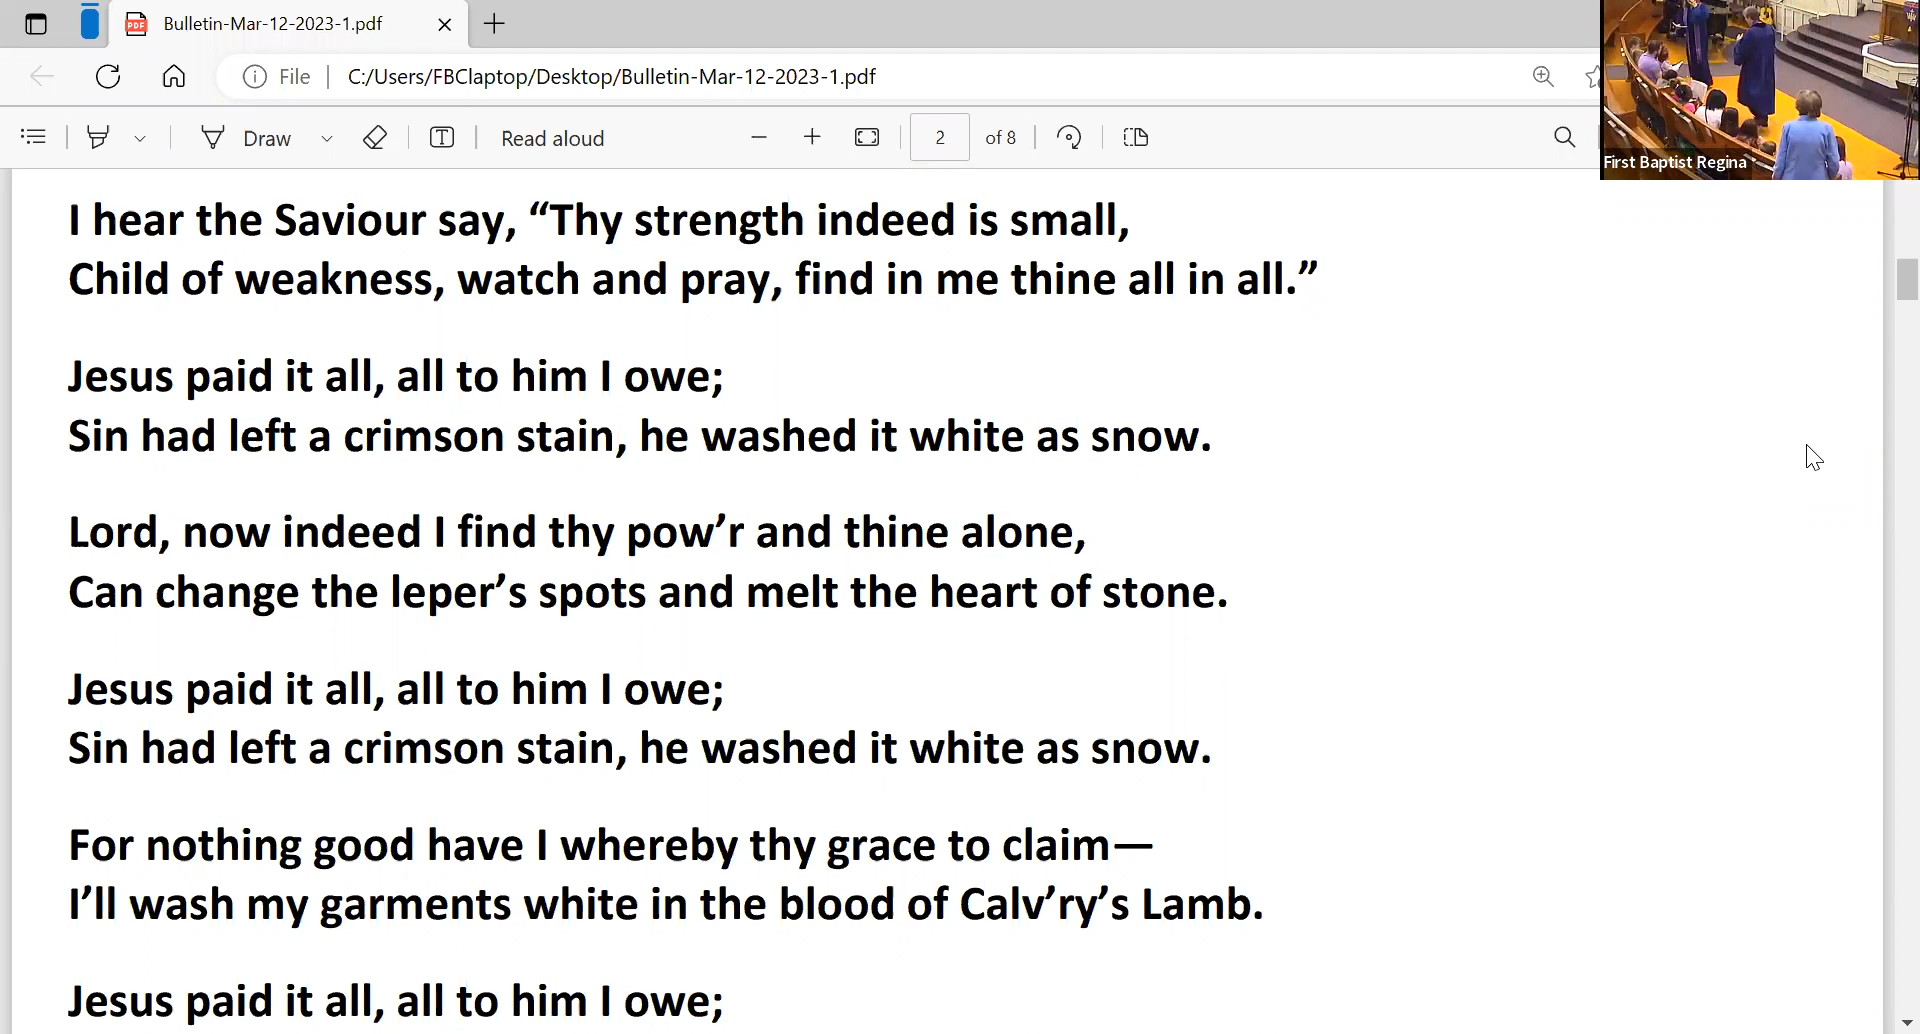 Bulletin-Mar-12-2023-1.pdf
File
C:/Users/FBClaptop/Desktop/Bulletin-Mar-12-2023-1.pdf
Draw
Read aloud
2
of 8
First Baptist Regina
I hear the Saviour say, “Thy strength indeed is small,
Child of weakness, watch and pray, find in me thine all in all.”
Jesus paid it all, all to him I owe;
Sin had left a crimson stain, he washed it white as snow.
Lord, now indeed I find thy pow’r and thine alone,
Can change the leper’s spots and melt the heart of stone.
Jesus paid it all, all to him I owe;
Sin had left a crimson stain, he washed it white as snow.
For nothing good have I whereby thy grace to claim—
I’ll wash my garments white in the blood of Calv’ry’s Lamb.
Jesus paid it all, all to him I owe;